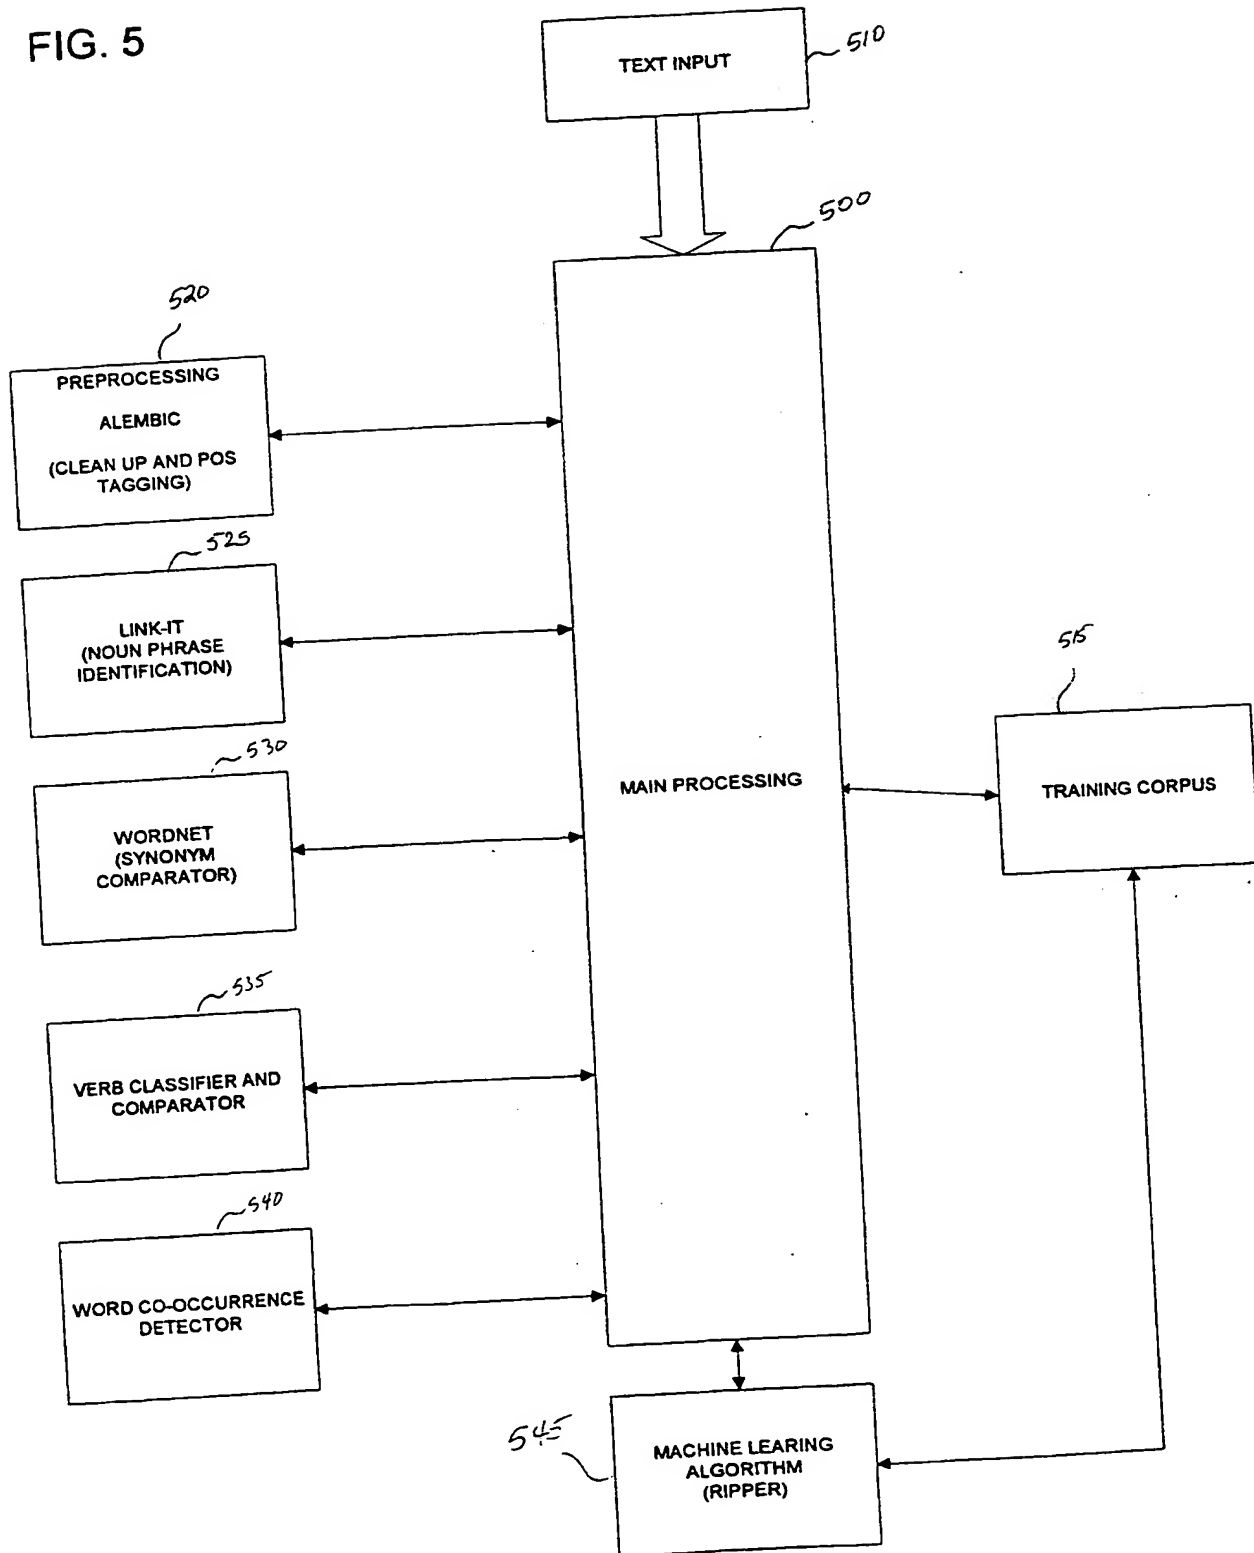 FIG. 5
TEXT INPUT
510
500
520
PREPROCESSING
ALEMBIC
(CLEAN UP AND POS
TAGGING)
525
LINK-IT
(NOUN PHRASE
IDENTIFICATION)
530
WORDNET
(SYNONYM
COMPARATOR)
MAIN PROCESSING
515
TRAINING CORPUS
535
VERB CLASSIFIER AND
COMPARATOR
540
WORD CO-OCCURRENCE
DETECTOR
545
MACHINE LEARING
ALGORITHM
(RIPPER)